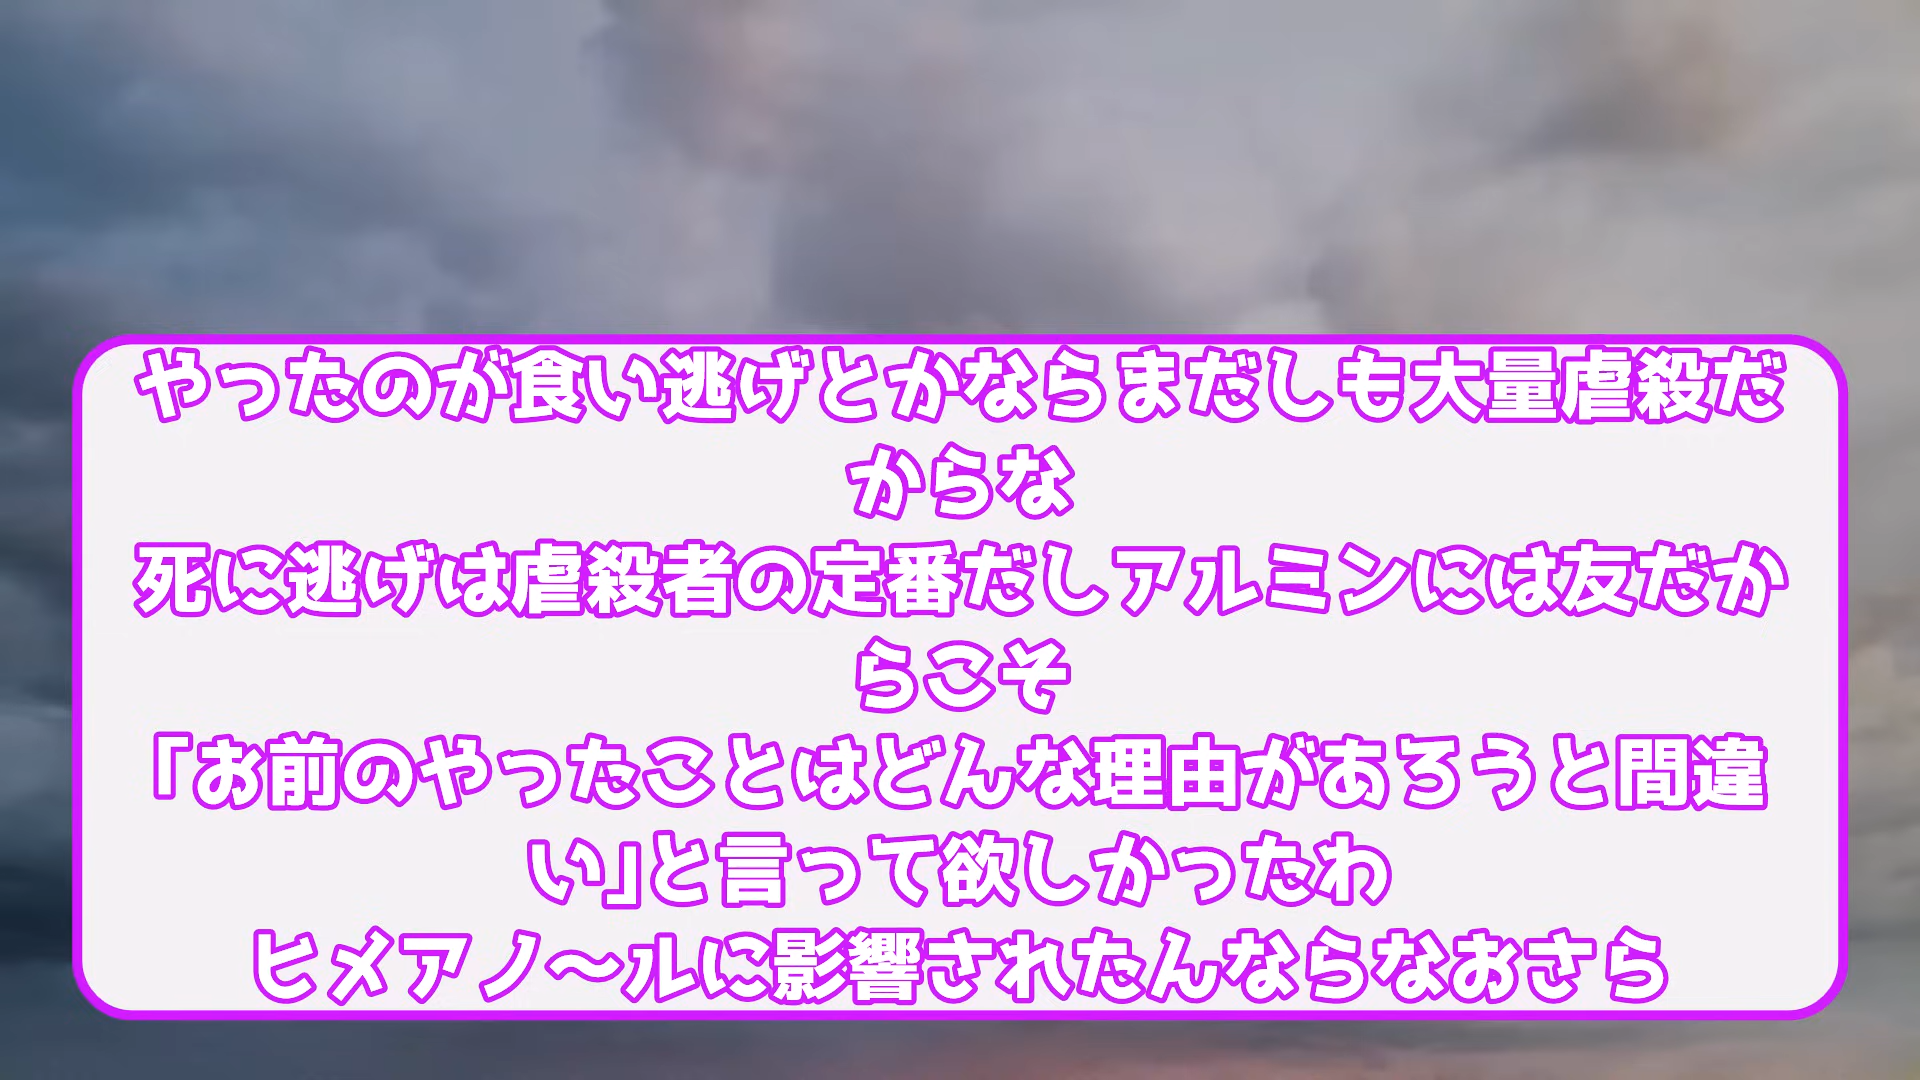 やったのが食い逃げとかならまだしも大量虐殺だ
からな
死に逃げは虐殺者の定番だしアルミンには友だか
らこそ
「お前のやったことはどんな理由があろうと間違
い」と言って欲しかったわ
ヒメアノ～ルに影響されたんならなおさら